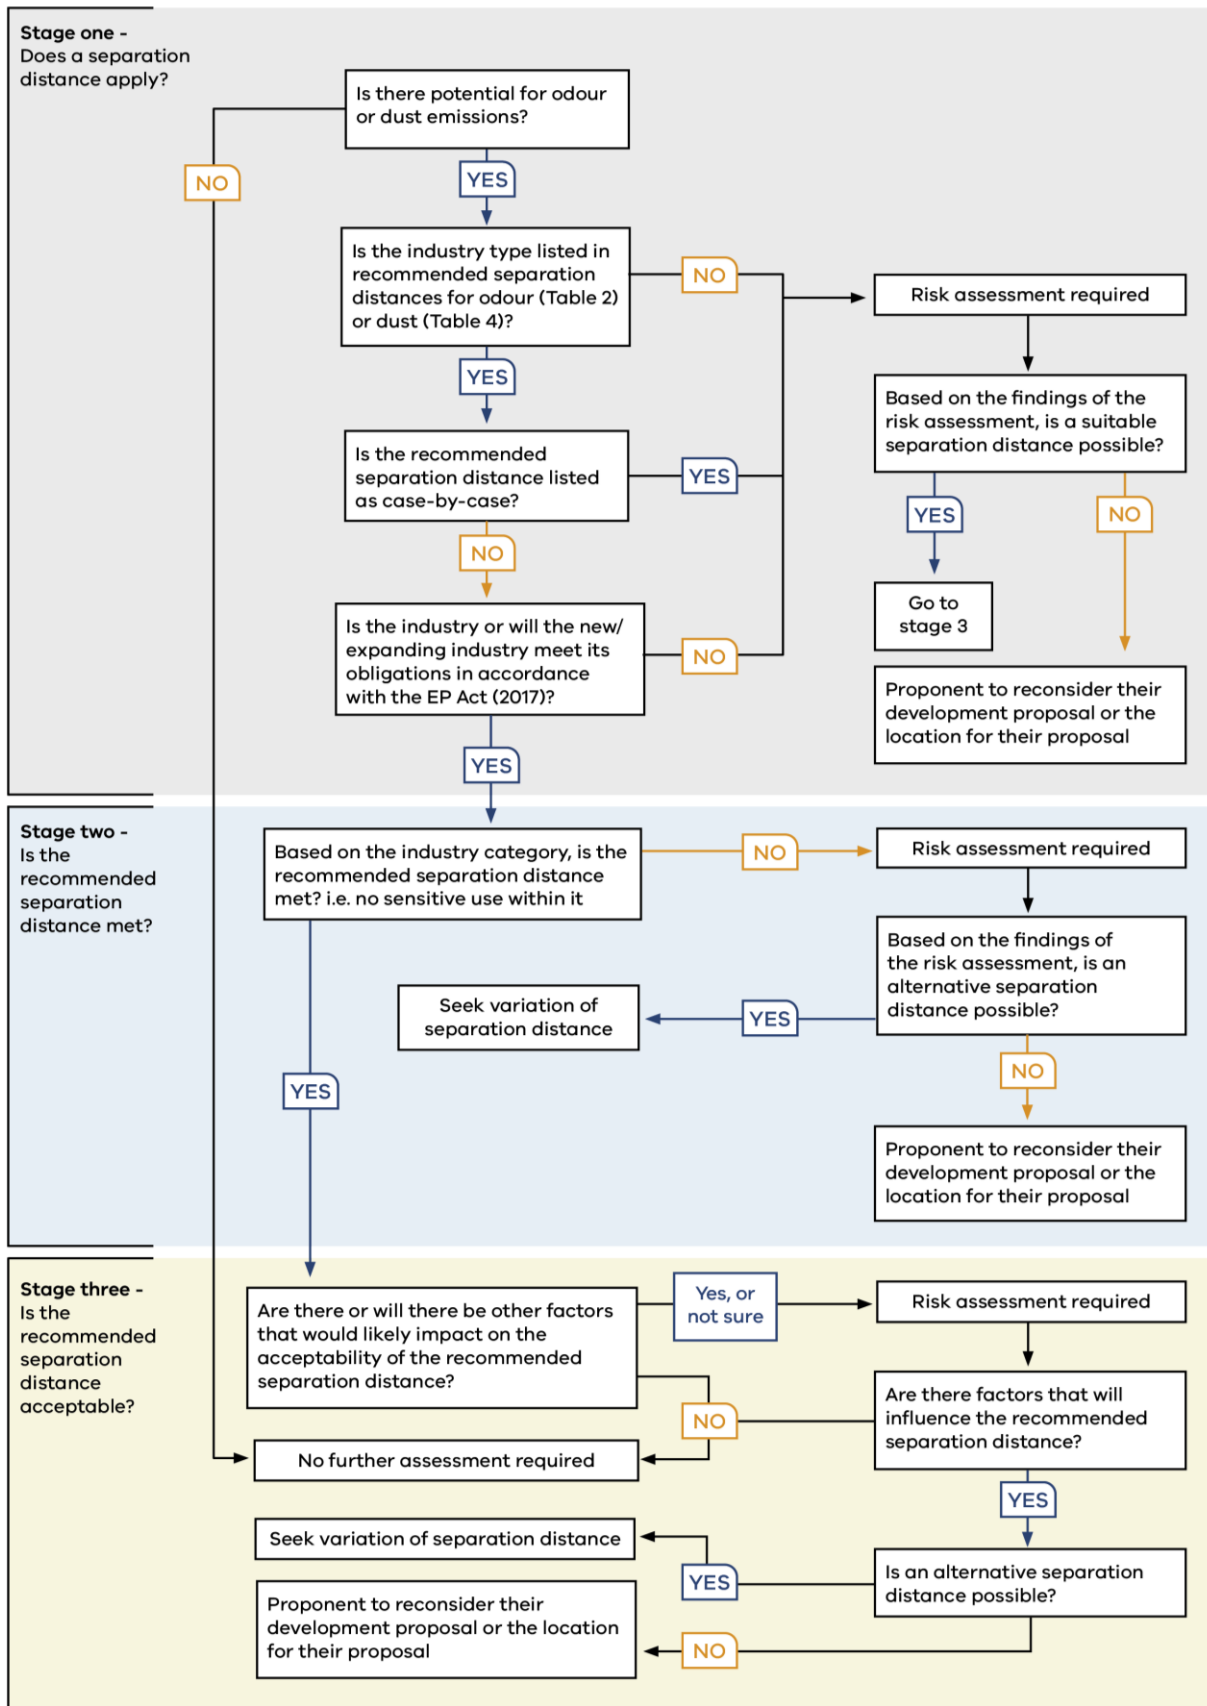 Stage one -
Does a separation
distance apply?
Is there potential for odour
or dust emissions?
NO
YES
Is the industry type listed in
recommended separation
distances for odour (Table 2)
or dust (Table 4)?
NO
Risk assessment required
YES
Based on the findings of the
risk assessment, is a suitable
separation distance possible?
Is the recommended
separation distance listed
as case-by-case?
YES
YES
NO
NO
Go to
stage 3
Is the industry or will the new/
expanding industry meet its
obligations in accordance
with the EP Act (2017)?
NO
Proponent to reconsider their
development proposal or the
location for their proposal
YES
Stage two -
Is the
recommended
separation
distance met?
Based on the industry category, is the
recommended separation distance
met? i.e. no sensitive use within it
NO
Risk assessment required
Based on the findings of
the risk assessment, is an
alternative separation
distance possible?
Seek variation of
separation distance
YES
NO
YES
Proponent to reconsider their
development proposal or the
location for their proposal
Stage three -
Is the
recommended
separation
distance
acceptable?
Are there or will there be other factors
that would likely impact on the
acceptability of the recommended
separation distance?
Yes, or
not sure
Risk assessment required
Are there factors that will
influence the recommended
separation distance?
NO
No further assessment required
YES
Seek variation of separation distance
Is an alternative separation
distance possible?
YES
Proponent to reconsider their
development proposal or the location
for their proposal
NO